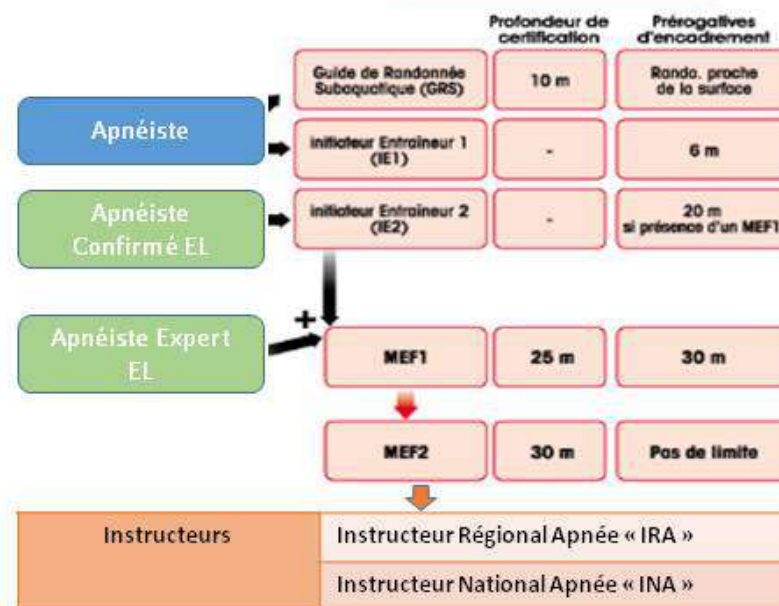 Profondeur de
certification
Prérogatives
d'encadrement
Guide de Randonnée
Subaquatique (GRS)
10 m
Rando. proche
de la surface
Apnéiste
initiateur Entraîneur 1
(IE1)
-
6 m
Apnéiste
Confirmé EL
initiateur Entraîneur 2
(IE2)
-
20 m
si présence d'un MEF1
+
Apnéiste Expert
EL
MEF1
25 m
30 m
MEF2
30 m
Pas de limite
Instructeurs
Instructeur Régional Apnée « IRA »
Instructeur National Apnée « INA »